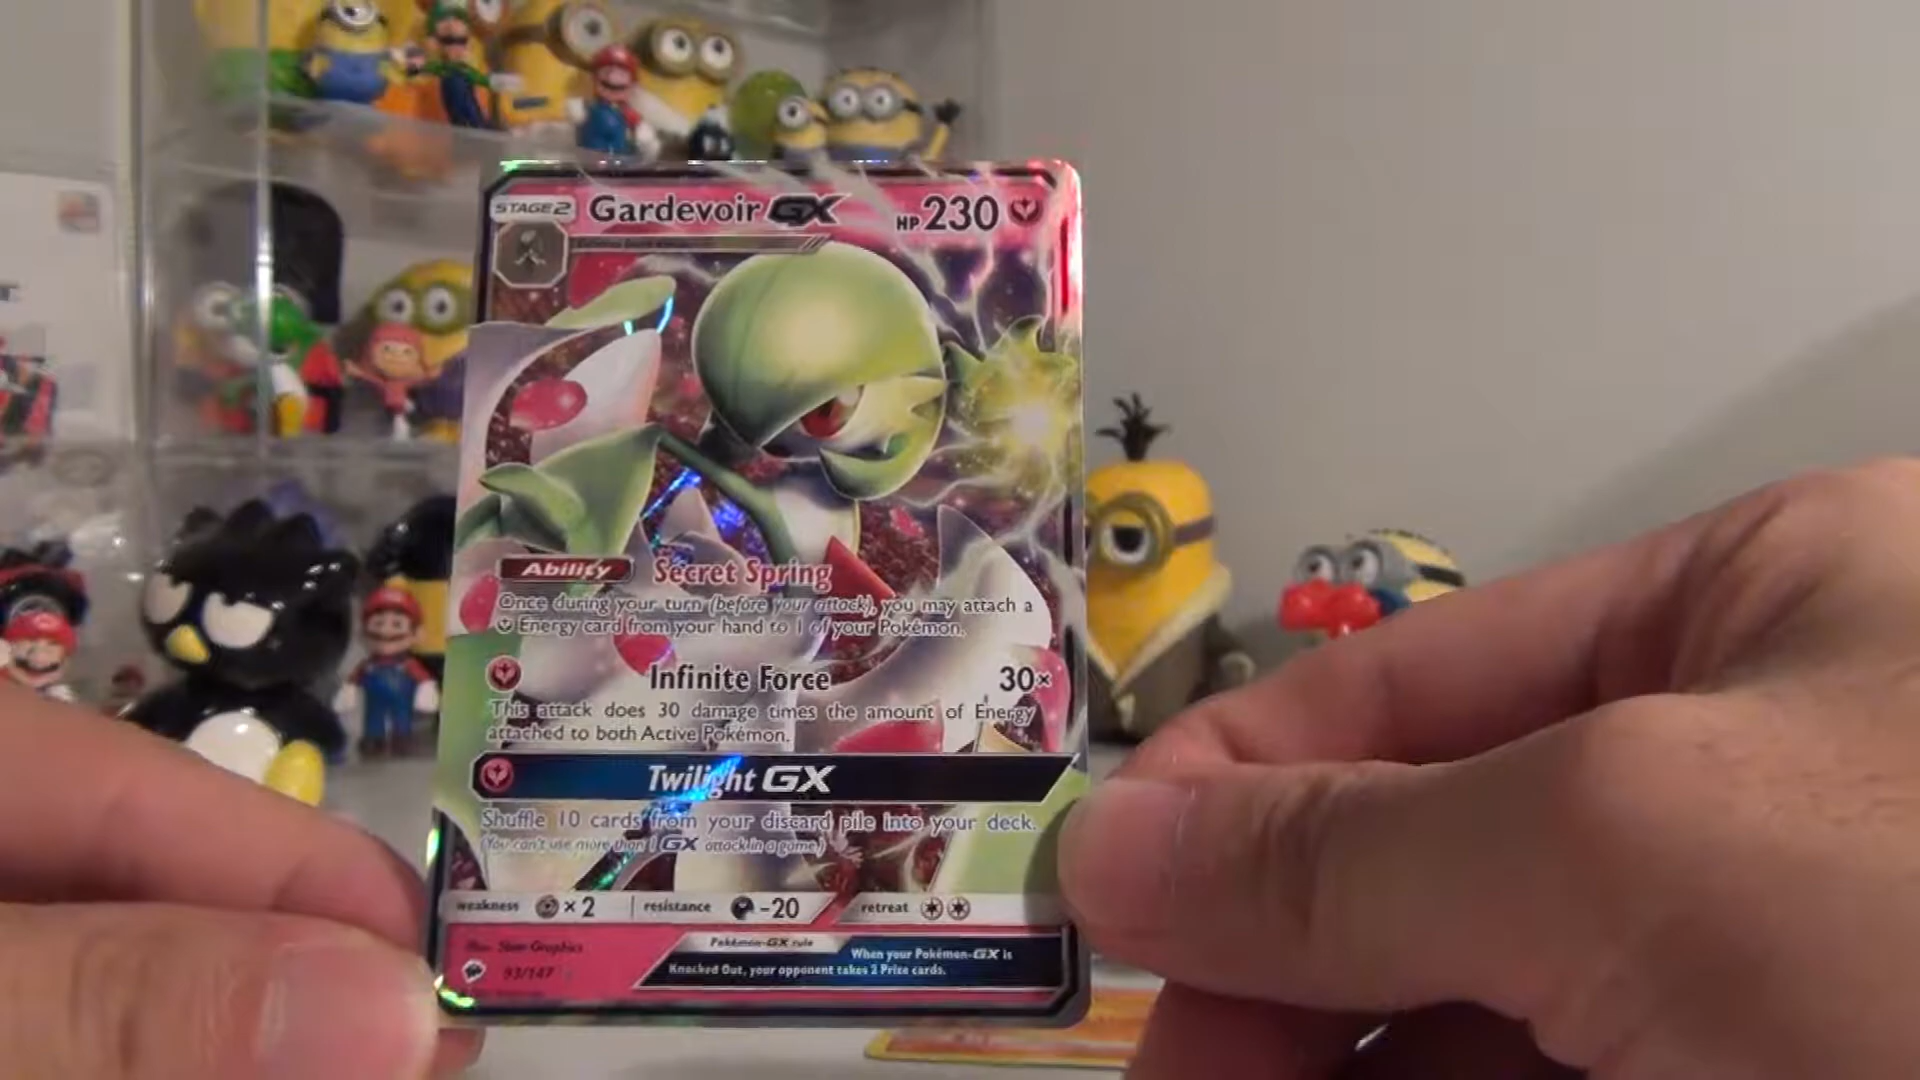 STAGE 2 Gardevoir GX HP 230
Ability Secret Spring
Once during your turn (before your attack), you may attach a
Energy card from your hand to 1 of your Pokémon.
Infinite Force 30×
This attack does 30 damage times the amount of Energy
attached to both Active Pokémon.
Twilight GX
Shuffle 10 cards from your discard pile into your deck.
(You can't use more than 1 GX attack in a game.)
weakness ×2 resistance -20 retreat
Pokémon-GX rule
When your Pokémon-GX is
Knocked Out, your opponent takes 2 Prize cards.
93/147